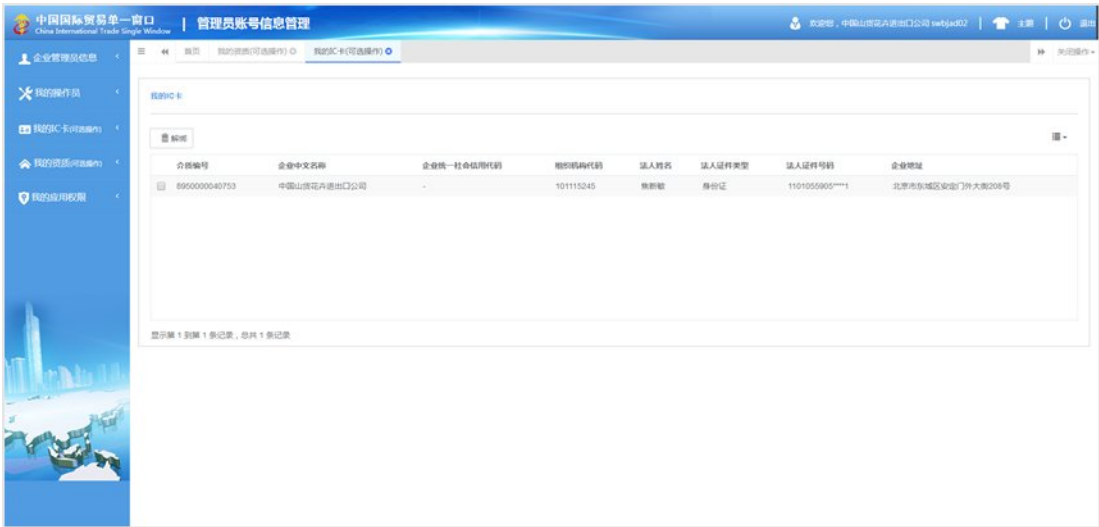 中国国际贸易单一窗口
China International Trade Single Window
管理员账号信息管理
欢迎您，中国山货花卉进出口公司 swbjad02
主题
退出
企业管理员信息
我的操作员
我的IC卡(可选操作)
我的资质(可选操作)
我的应用权限
首页
我的资质(可选操作)
我的IC卡(可选操作)
关闭操作
我的IC卡
解绑
介质编号 企业中文名称 企业统一社会信用代码 组织机构代码 法人姓名 法人证件类型 法人证件号码 企业地址
8950000040753 中国山货花卉进出口公司 - 101115245 焦新敏 身份证 1101055905****1 北京市东城区安定门外大街208号
显示第 1 到第 1 条记录，总共 1 条记录